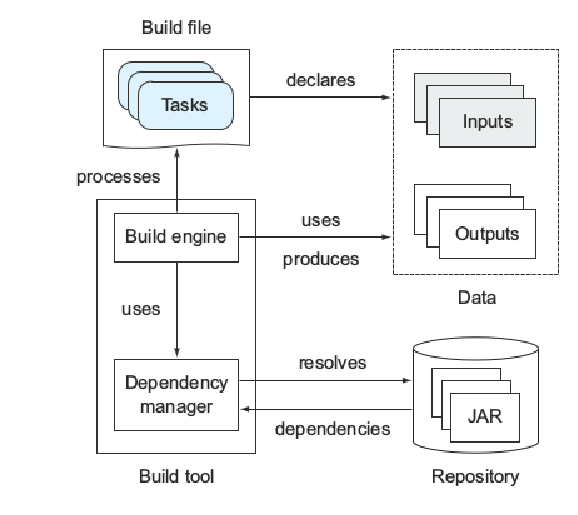 Build file
Tasks
declares
Inputs
processes
Build engine
uses
produces
Outputs
Data
uses
Dependency
manager
resolves
dependencies
JAR
Build tool
Repository